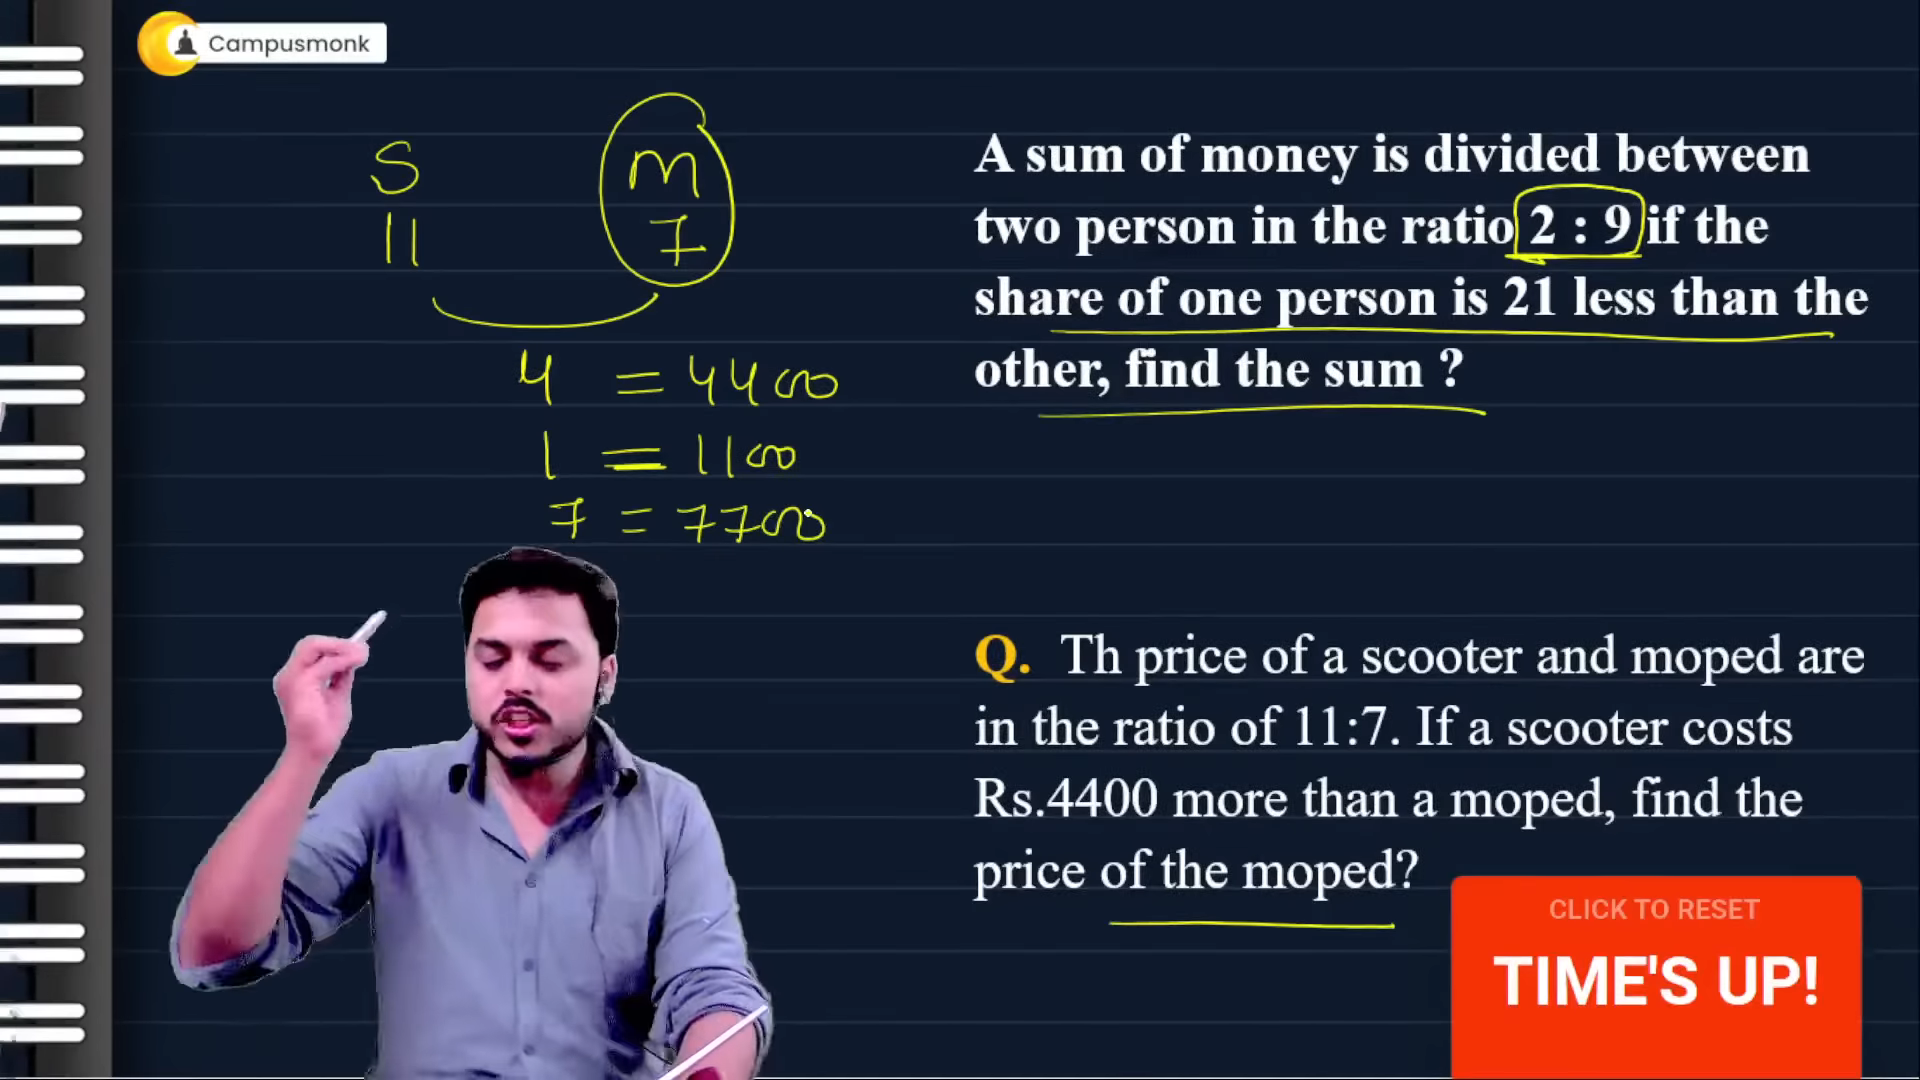 Campusmonk
S M
11 7
4 = 4400
1 = 1100
7 = 7700
A sum of money is divided between
two person in the ratio 2 : 9 if the
share of one person is 21 less than the
other, find the sum ?
Q. Th price of a scooter and moped are
in the ratio of 11:7. If a scooter costs
Rs.4400 more than a moped, find the
price of the moped?
CLICK TO RESET
TIME'S UP!